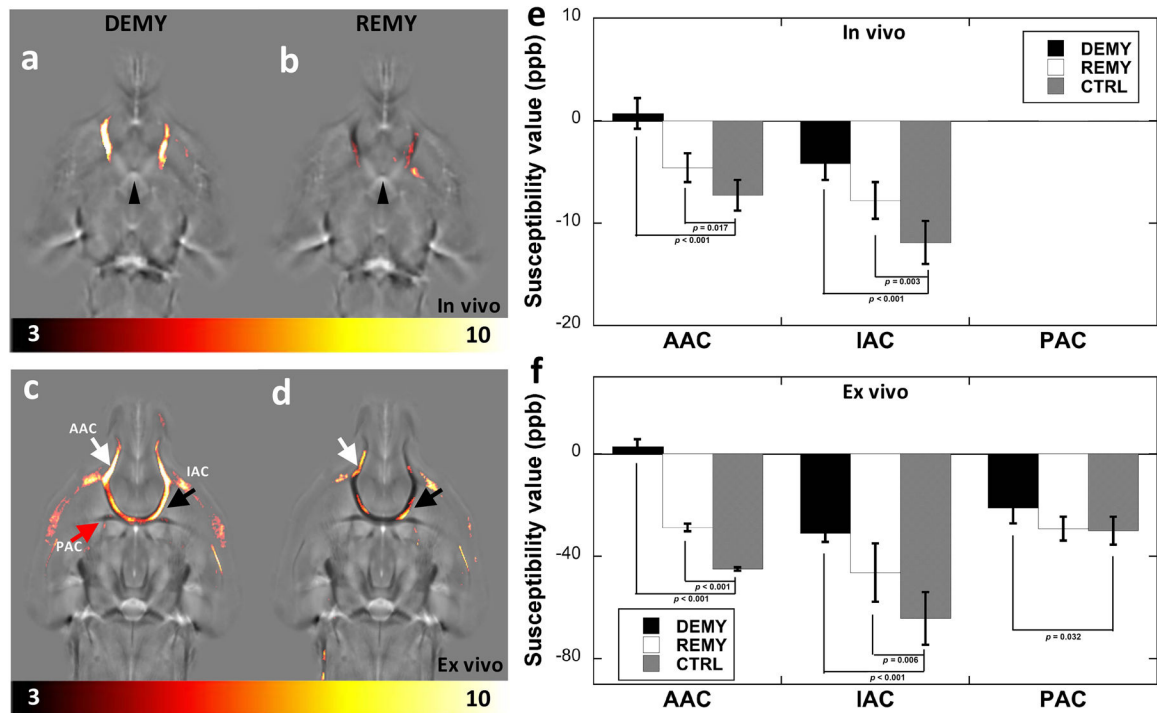 DEMY
REMY
a
b
In vivo
3
10
c
d
AAC
IAC
PAC
Ex vivo
3
10
e
In vivo
Susceptibility value (ppb)
10
0
-10
-20
DEMY
REMY
CTRL
p = 0.017
p < 0.001
p = 0.003
p < 0.001
AAC
IAC
PAC
f
Ex vivo
Susceptibility value (ppb)
0
-40
-80
p < 0.001
p < 0.001
p = 0.006
p < 0.001
p = 0.032
DEMY
REMY
CTRL
AAC
IAC
PAC